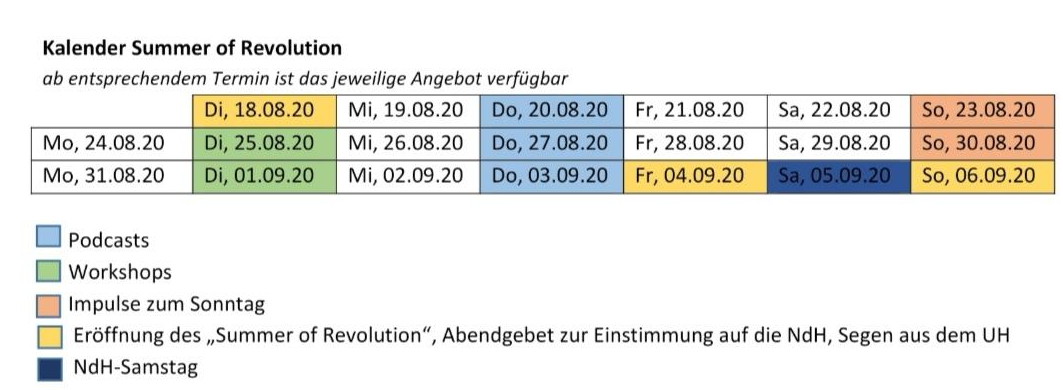 Kalender Summer of Revolution
ab entsprechendem Termin ist das jeweilige Angebot verfügbar
Di, 18.08.20 Mi, 19.08.20 Do, 20.08.20 Fr, 21.08.20 Sa, 22.08.20 So, 23.08.20
Mo, 24.08.20 Di, 25.08.20 Mi, 26.08.20 Do, 27.08.20 Fr, 28.08.20 Sa, 29.08.20 So, 30.08.20
Mo, 31.08.20 Di, 01.09.20 Mi, 02.09.20 Do, 03.09.20 Fr, 04.09.20 Sa, 05.09.20 So, 06.09.20
Podcasts
Workshops
Impulse zum Sonntag
Eröffnung des „Summer of Revolution“, Abendgebet zur Einstimmung auf die NdH, Segen aus dem UH
NdH-Samstag